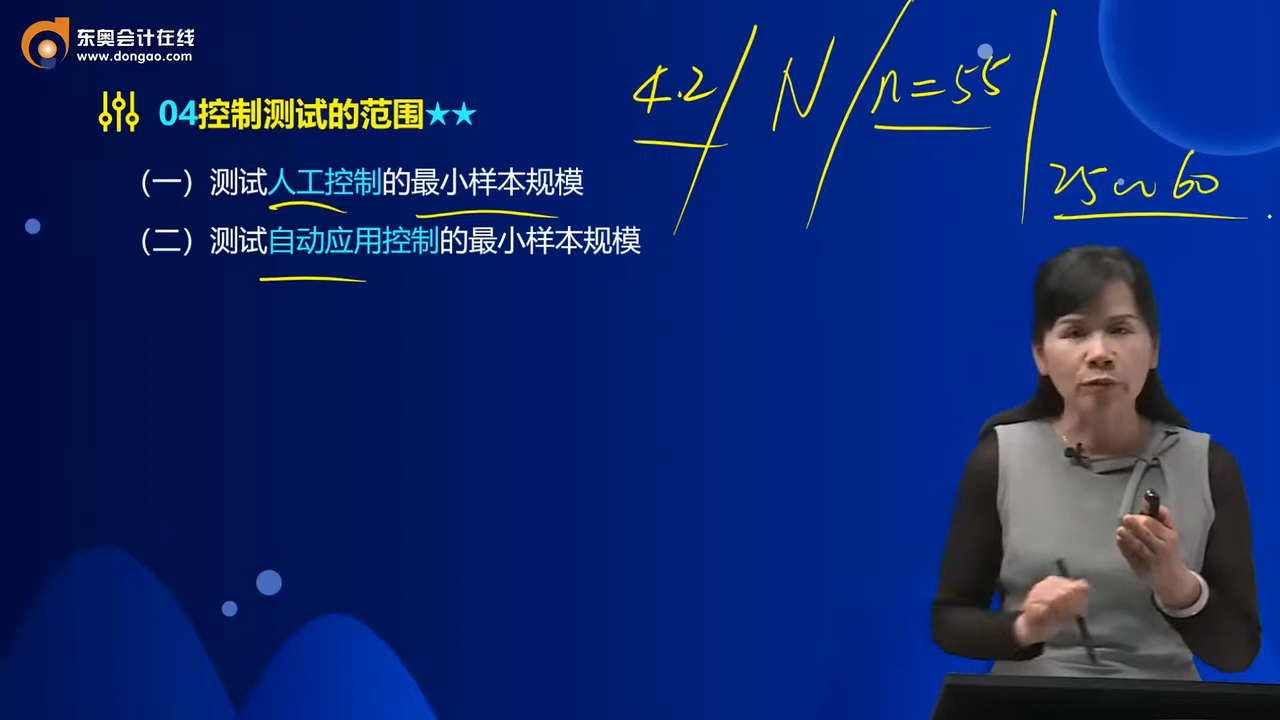 东奥会计在线
www.dongao.com
04控制测试的范围★★
（一）测试人工控制的最小样本规模
（二）测试自动应用控制的最小样本规模
4.2 / N / n=55
25~60